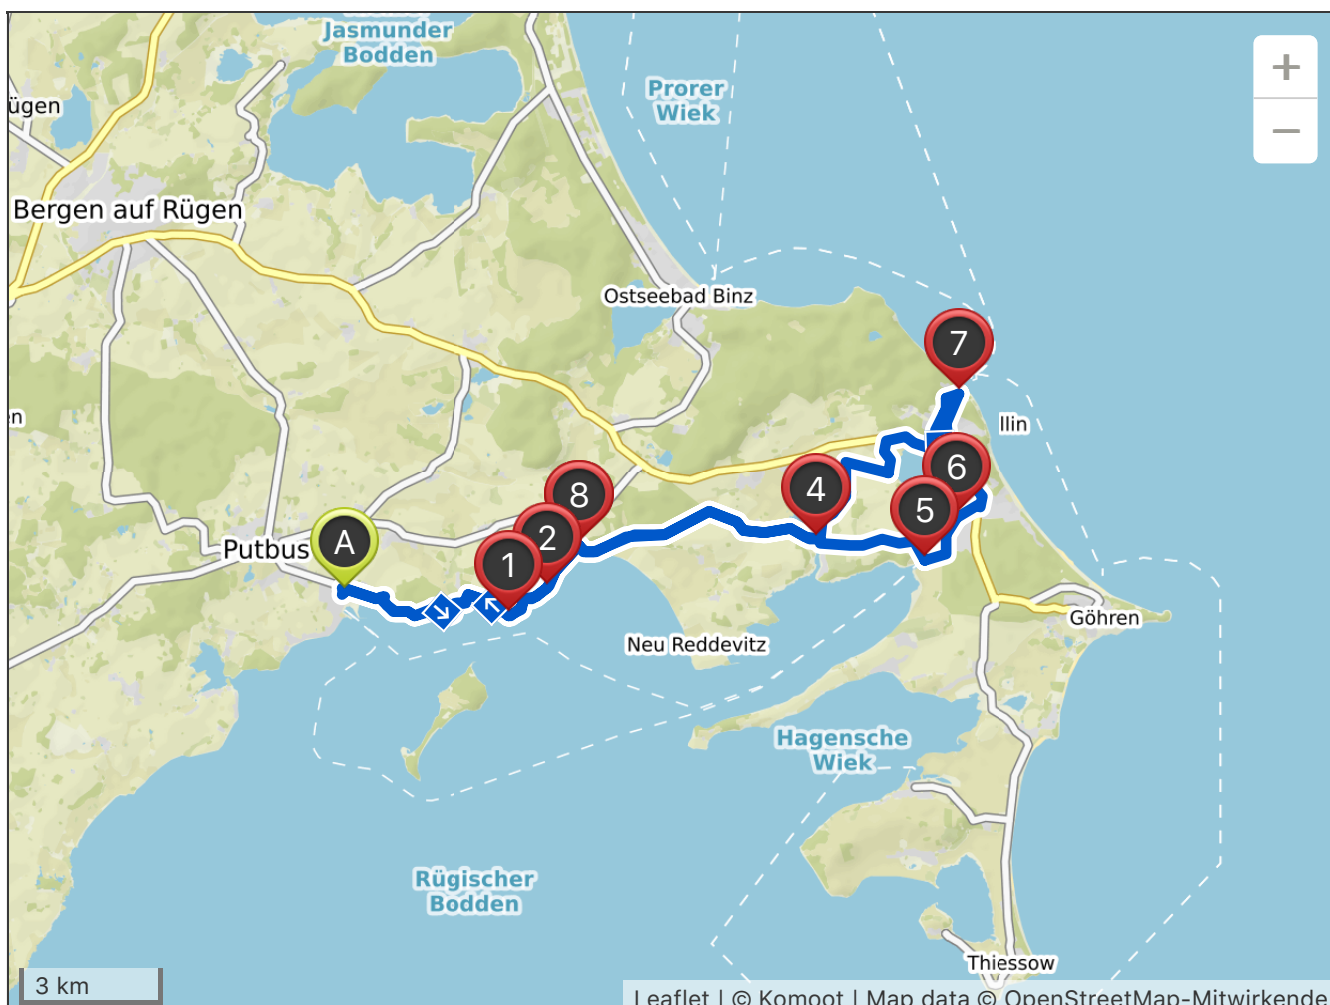 Jasmunder
Bodden
Prorer
Wiek
+
−
ügen
Bergen auf Rügen
Ostseebad Binz
7
llin
en
6
4
8
5
2
A
Putbus
1
Göhren
Neu Reddevitz
Hagensche
Wiek
Rügischer
Bodden
Thiessow
3 km
Leaflet | © Komoot | Map data © OpenStreetMap-Mitwirkende